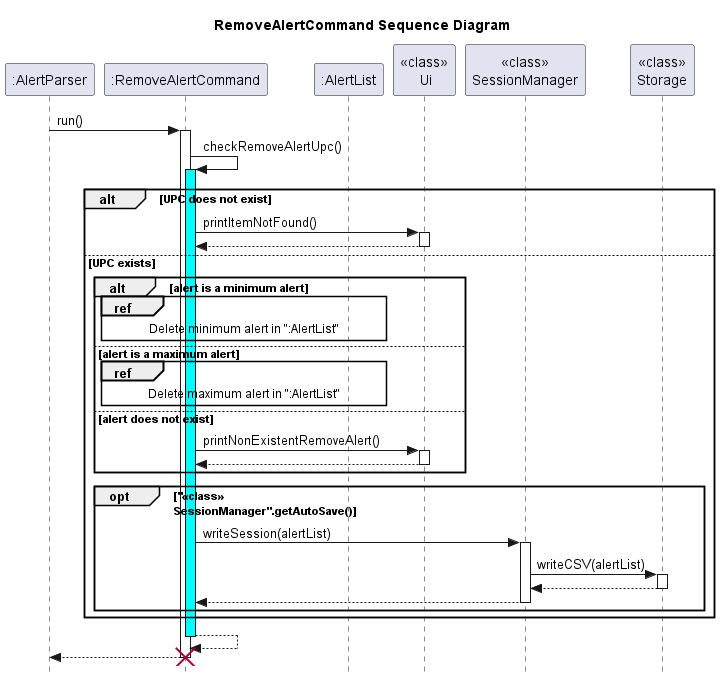 RemoveAlertCommand Sequence Diagram
:AlertParser
:RemoveAlertCommand
:AlertList
«class»
Ui
«class»
SessionManager
«class»
Storage
run()
checkRemoveAlertUpc()
alt [UPC does not exist]
printItemNotFound()
[UPC exists]
alt [alert is a minimum alert]
ref
Delete minimum alert in ":AlertList"
[alert is a maximum alert]
ref
Delete maximum alert in ":AlertList"
[alert does not exist]
printNonExistentRemoveAlert()
opt ["«class»
SessionManager".getAutoSave()]
writeSession(alertList)
writeCSV(alertList)